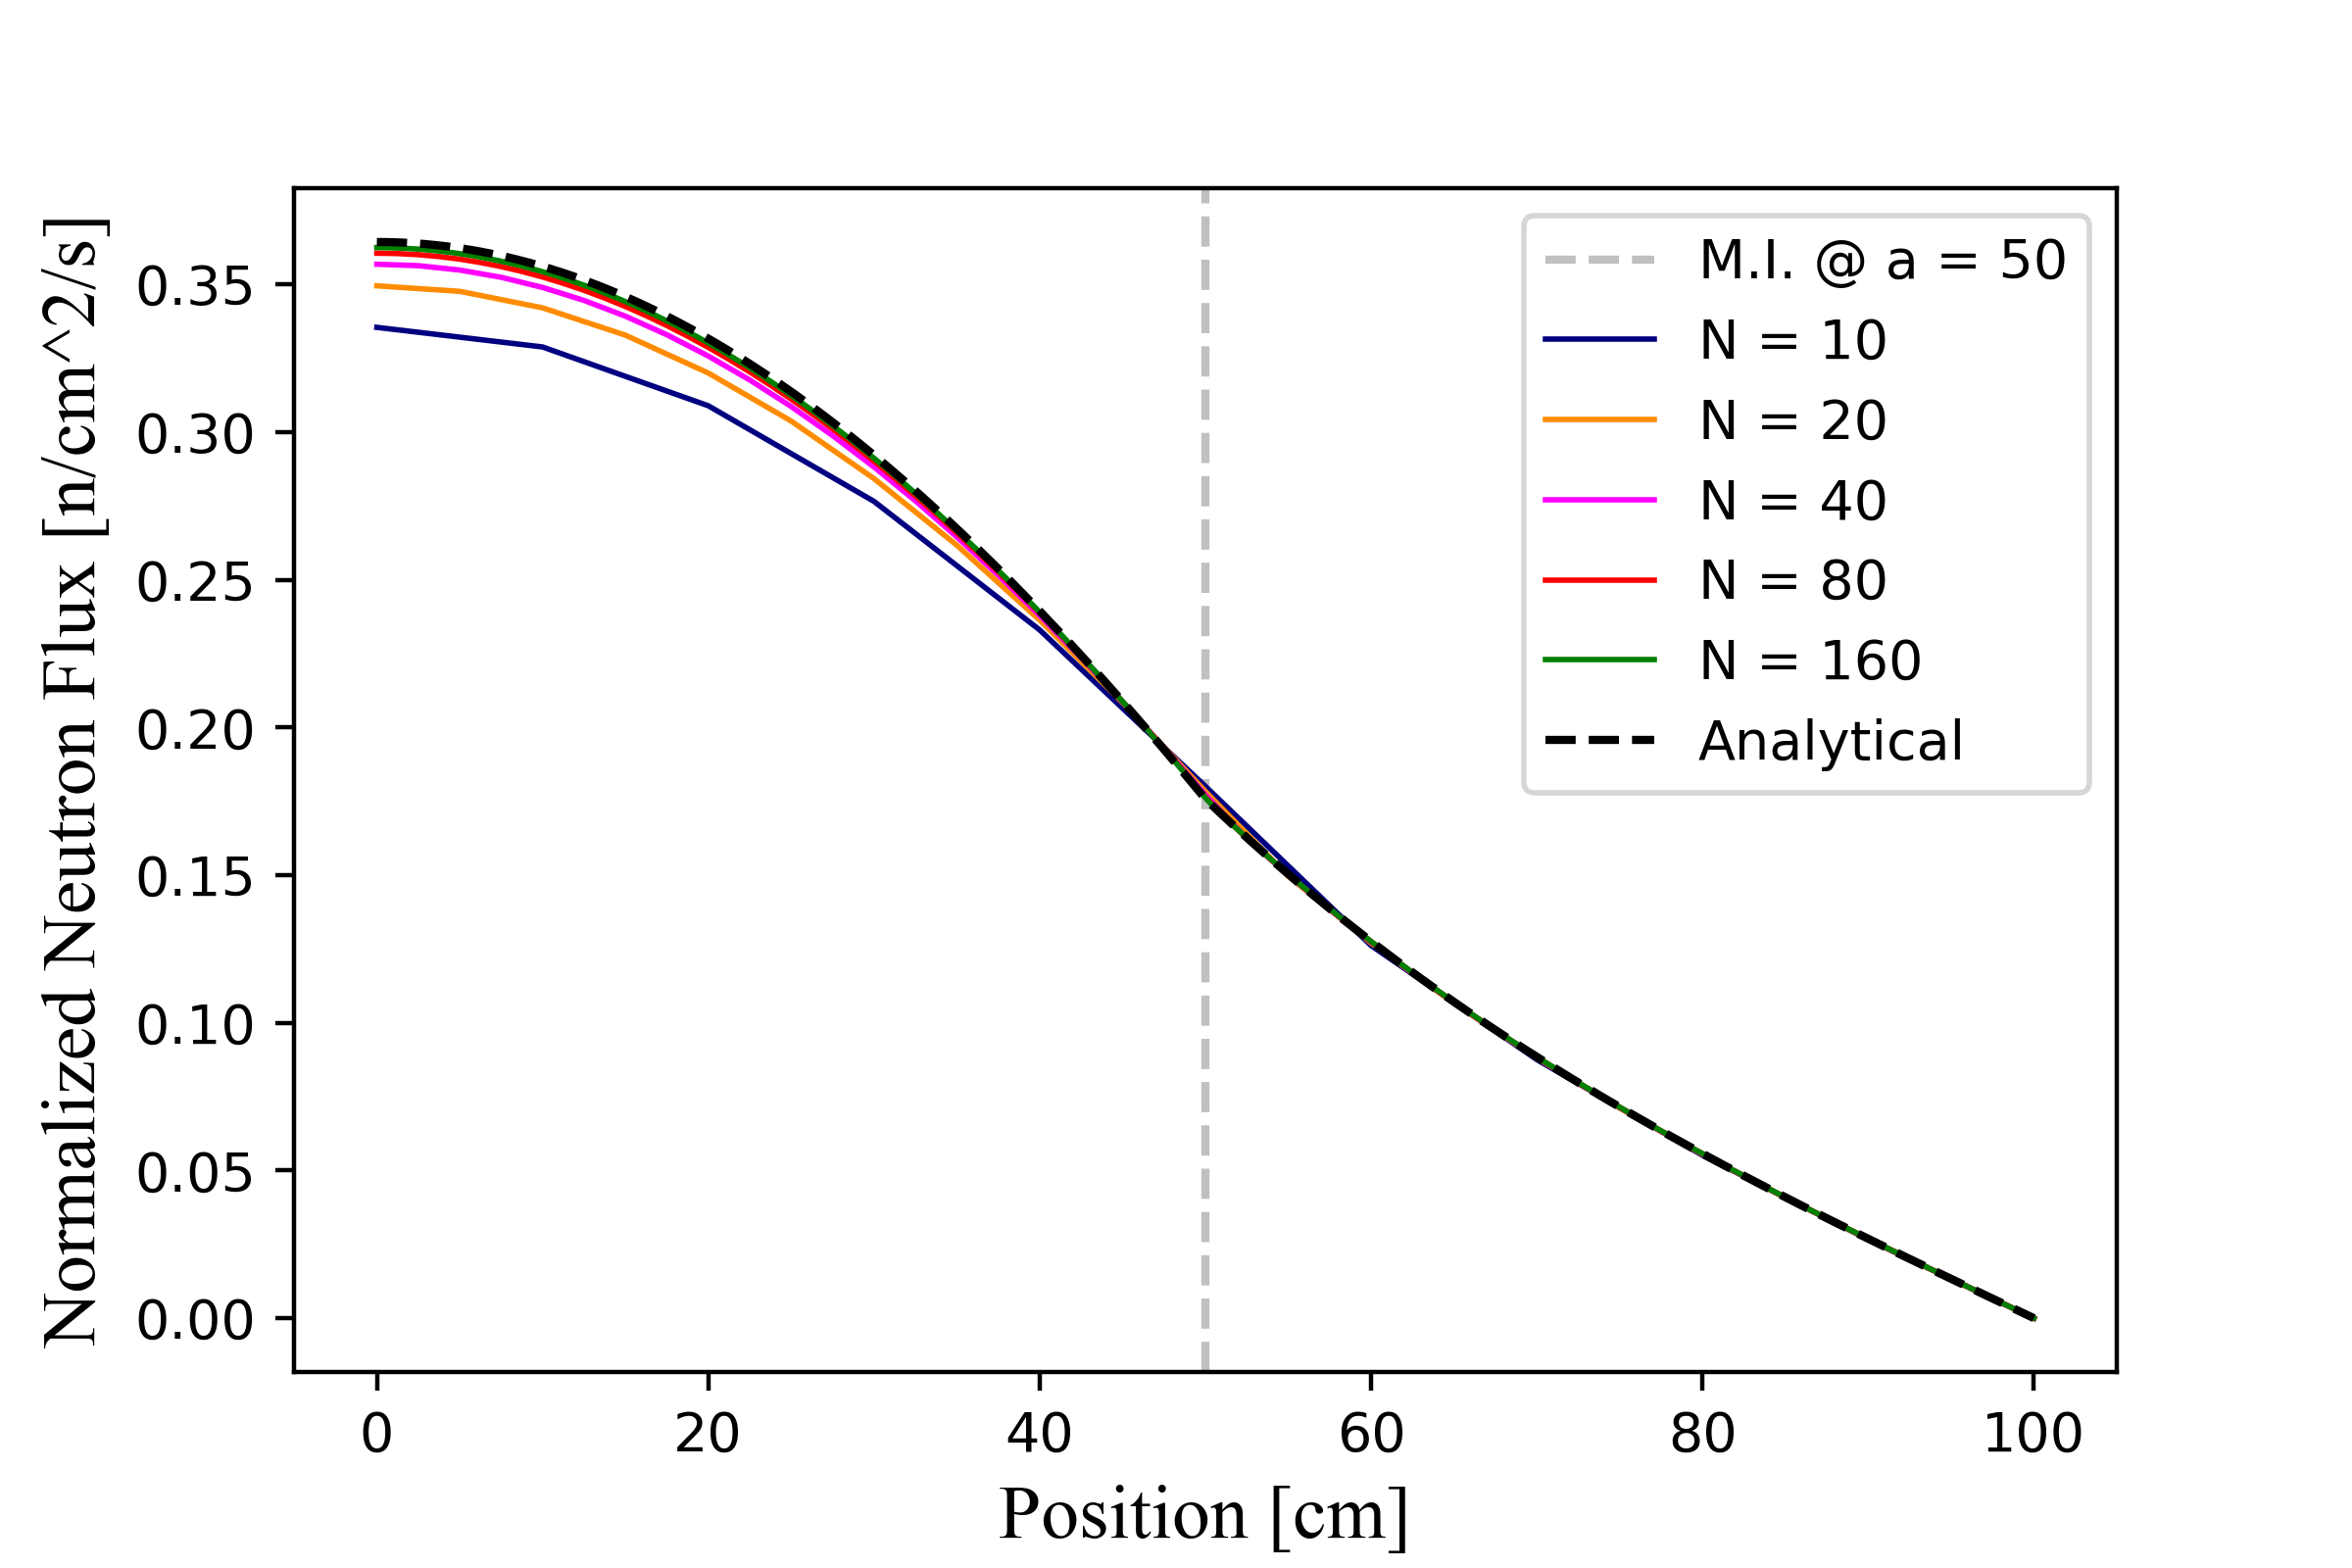 Normalized Neutron Flux [n/cm^2/s]
0.35
0.30
0.25
0.20
0.15
0.10
0.05
0.00
M.I. @ a = 50
N = 10
N = 20
N = 40
N = 80
N = 160
Analytical
0 20 40 60 80 100
Position [cm]